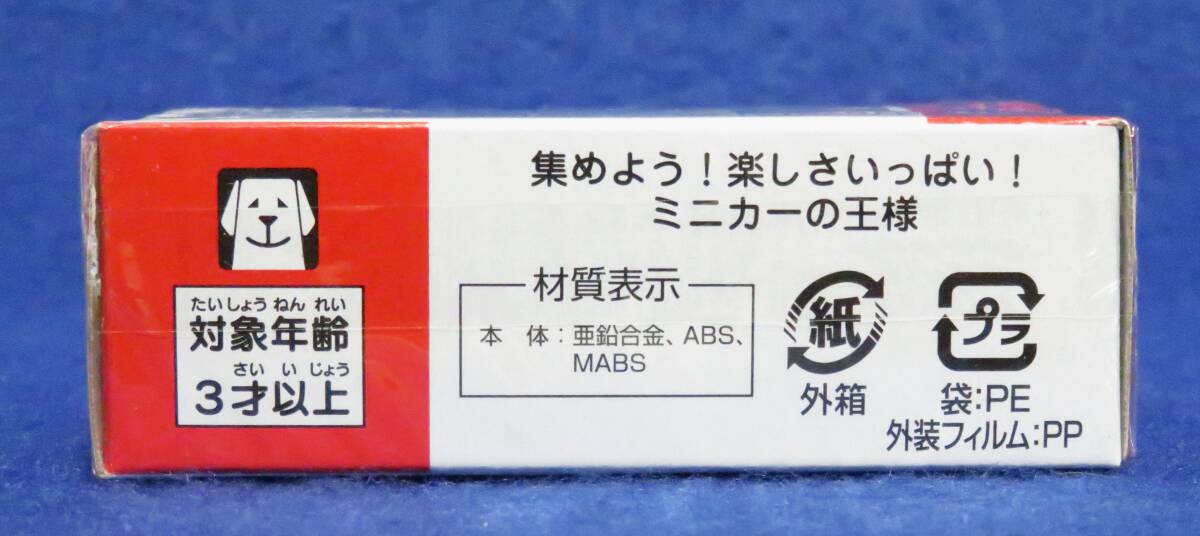 たいしょう ねん れい
対象年齢
さい い じょう
3才以上
集めよう！楽しさいっぱい！
ミニカーの王様
材質表示
本　体：亜鉛合金、ABS、
MABS
紙
外箱
プラ
袋:PE
外装フィルム:PP